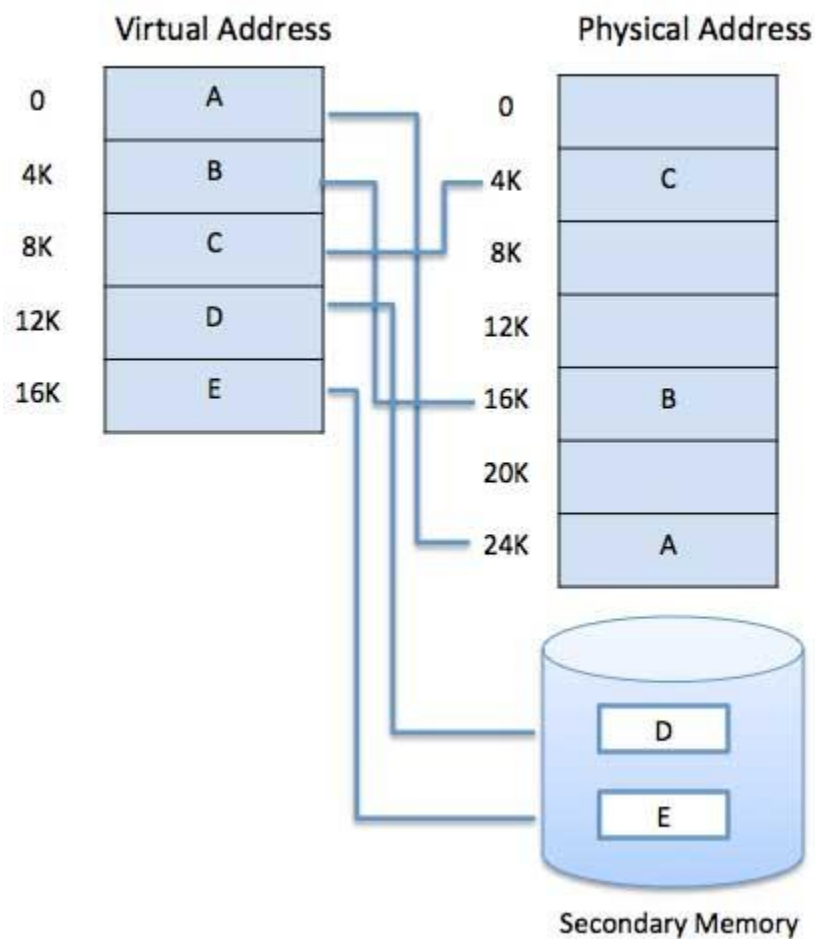 Virtual Address
0
A
4K
B
8K
C
12K
D
16K
E
Physical Address
0
4K
C
8K
12K
16K
B
20K
24K
A
D
E
Secondary Memory